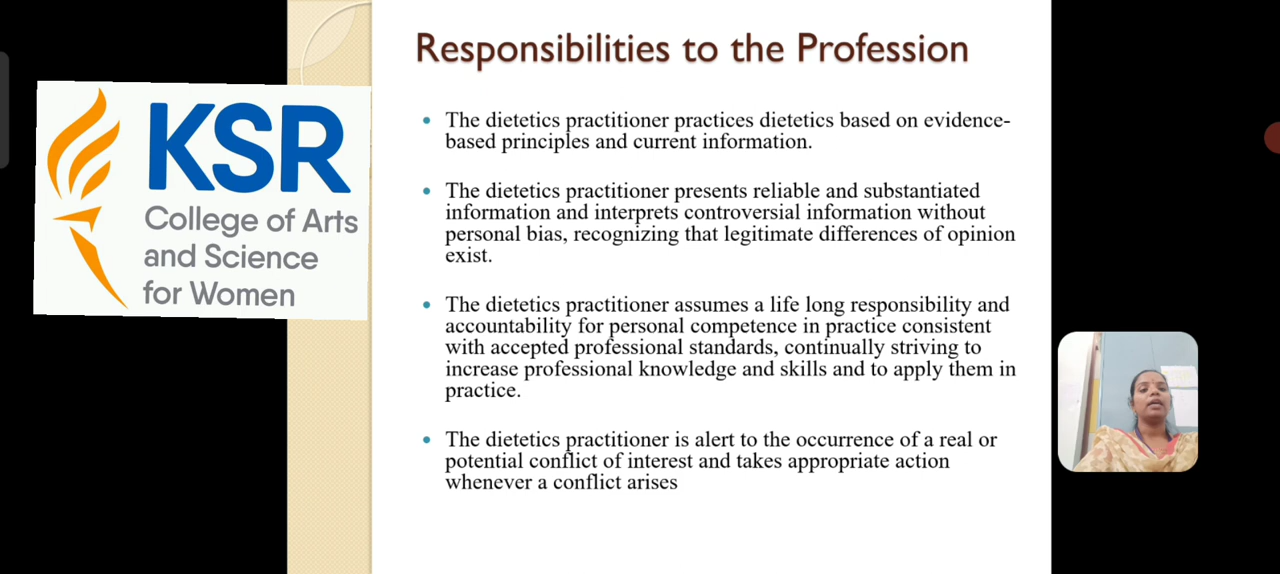 Responsibilities to the Profession
KSR
College of Arts
and Science
for Women
The dietetics practitioner practices dietetics based on evidence-
based principles and current information.
The dietetics practitioner presents reliable and substantiated
information and interprets controversial information without
personal bias, recognizing that legitimate differences of opinion
exist.
The dietetics practitioner assumes a life long responsibility and
accountability for personal competence in practice consistent
with accepted professional standards, continually striving to
increase professional knowledge and skills and to apply them in
practice.
The dietetics practitioner is alert to the occurrence of a real or
potential conflict of interest and takes appropriate action
whenever a conflict arises